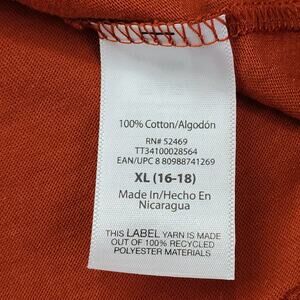 100% Cotton/Algodón
RN# 52469
TT34100028564
EAN/UPC 8 80988741269
XL (16-18)
Made In/Hecho En
Nicaragua
THIS LABEL YARN IS MADE
OUT OF 100% RECYCLED
POLYESTER MATERIALS